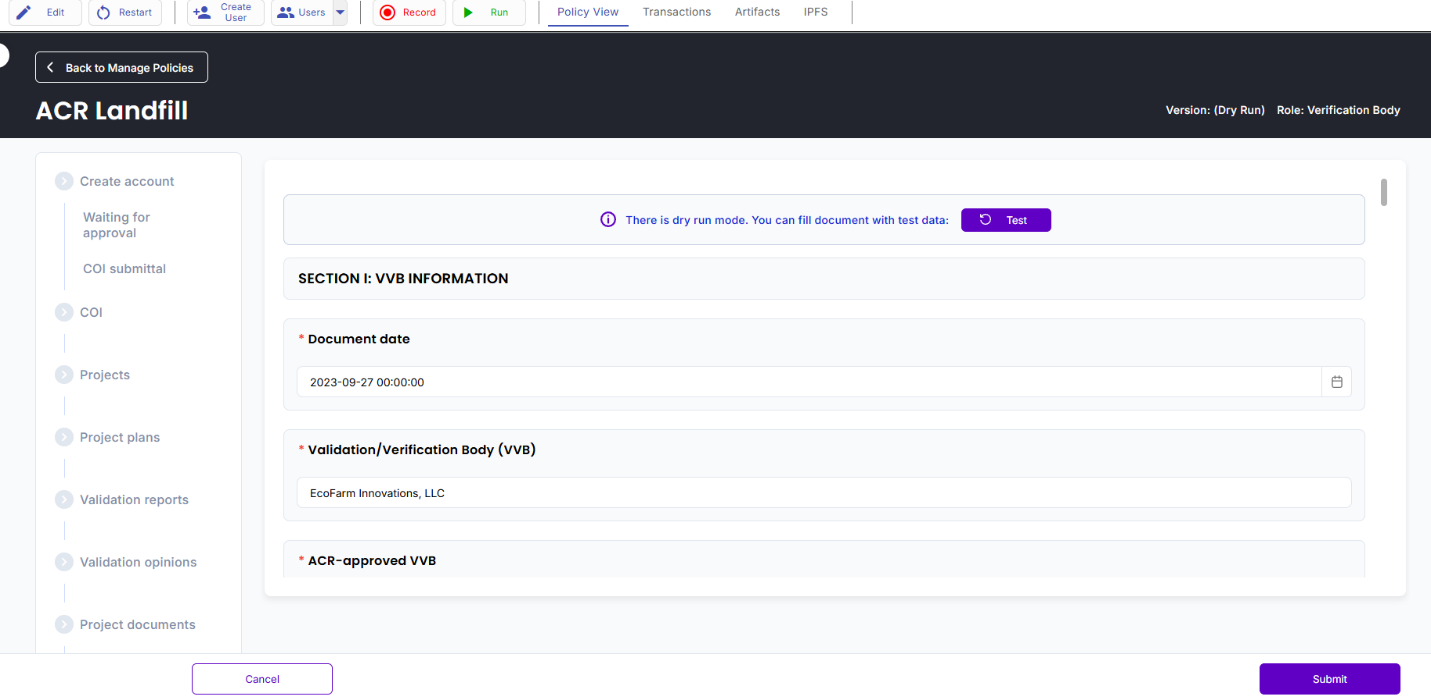 Edit
Restart
Create User
Users
Record
Run
Policy View
Transactions
Artifacts
IPFS
Back to Manage Policies
ACR Landfill
Version: (Dry Run)
Role: Verification Body
Create account
Waiting for
approval
COI submittal
COI
Projects
Project plans
Validation reports
Validation opinions
Project documents
There is dry run mode. You can fill document with test data:
Test
SECTION I: VVB INFORMATION
* Document date
2023-09-27 00:00:00
* Validation/Verification Body (VVB)
EcoFarm Innovations, LLC
* ACR-approved VVB
Cancel
Submit